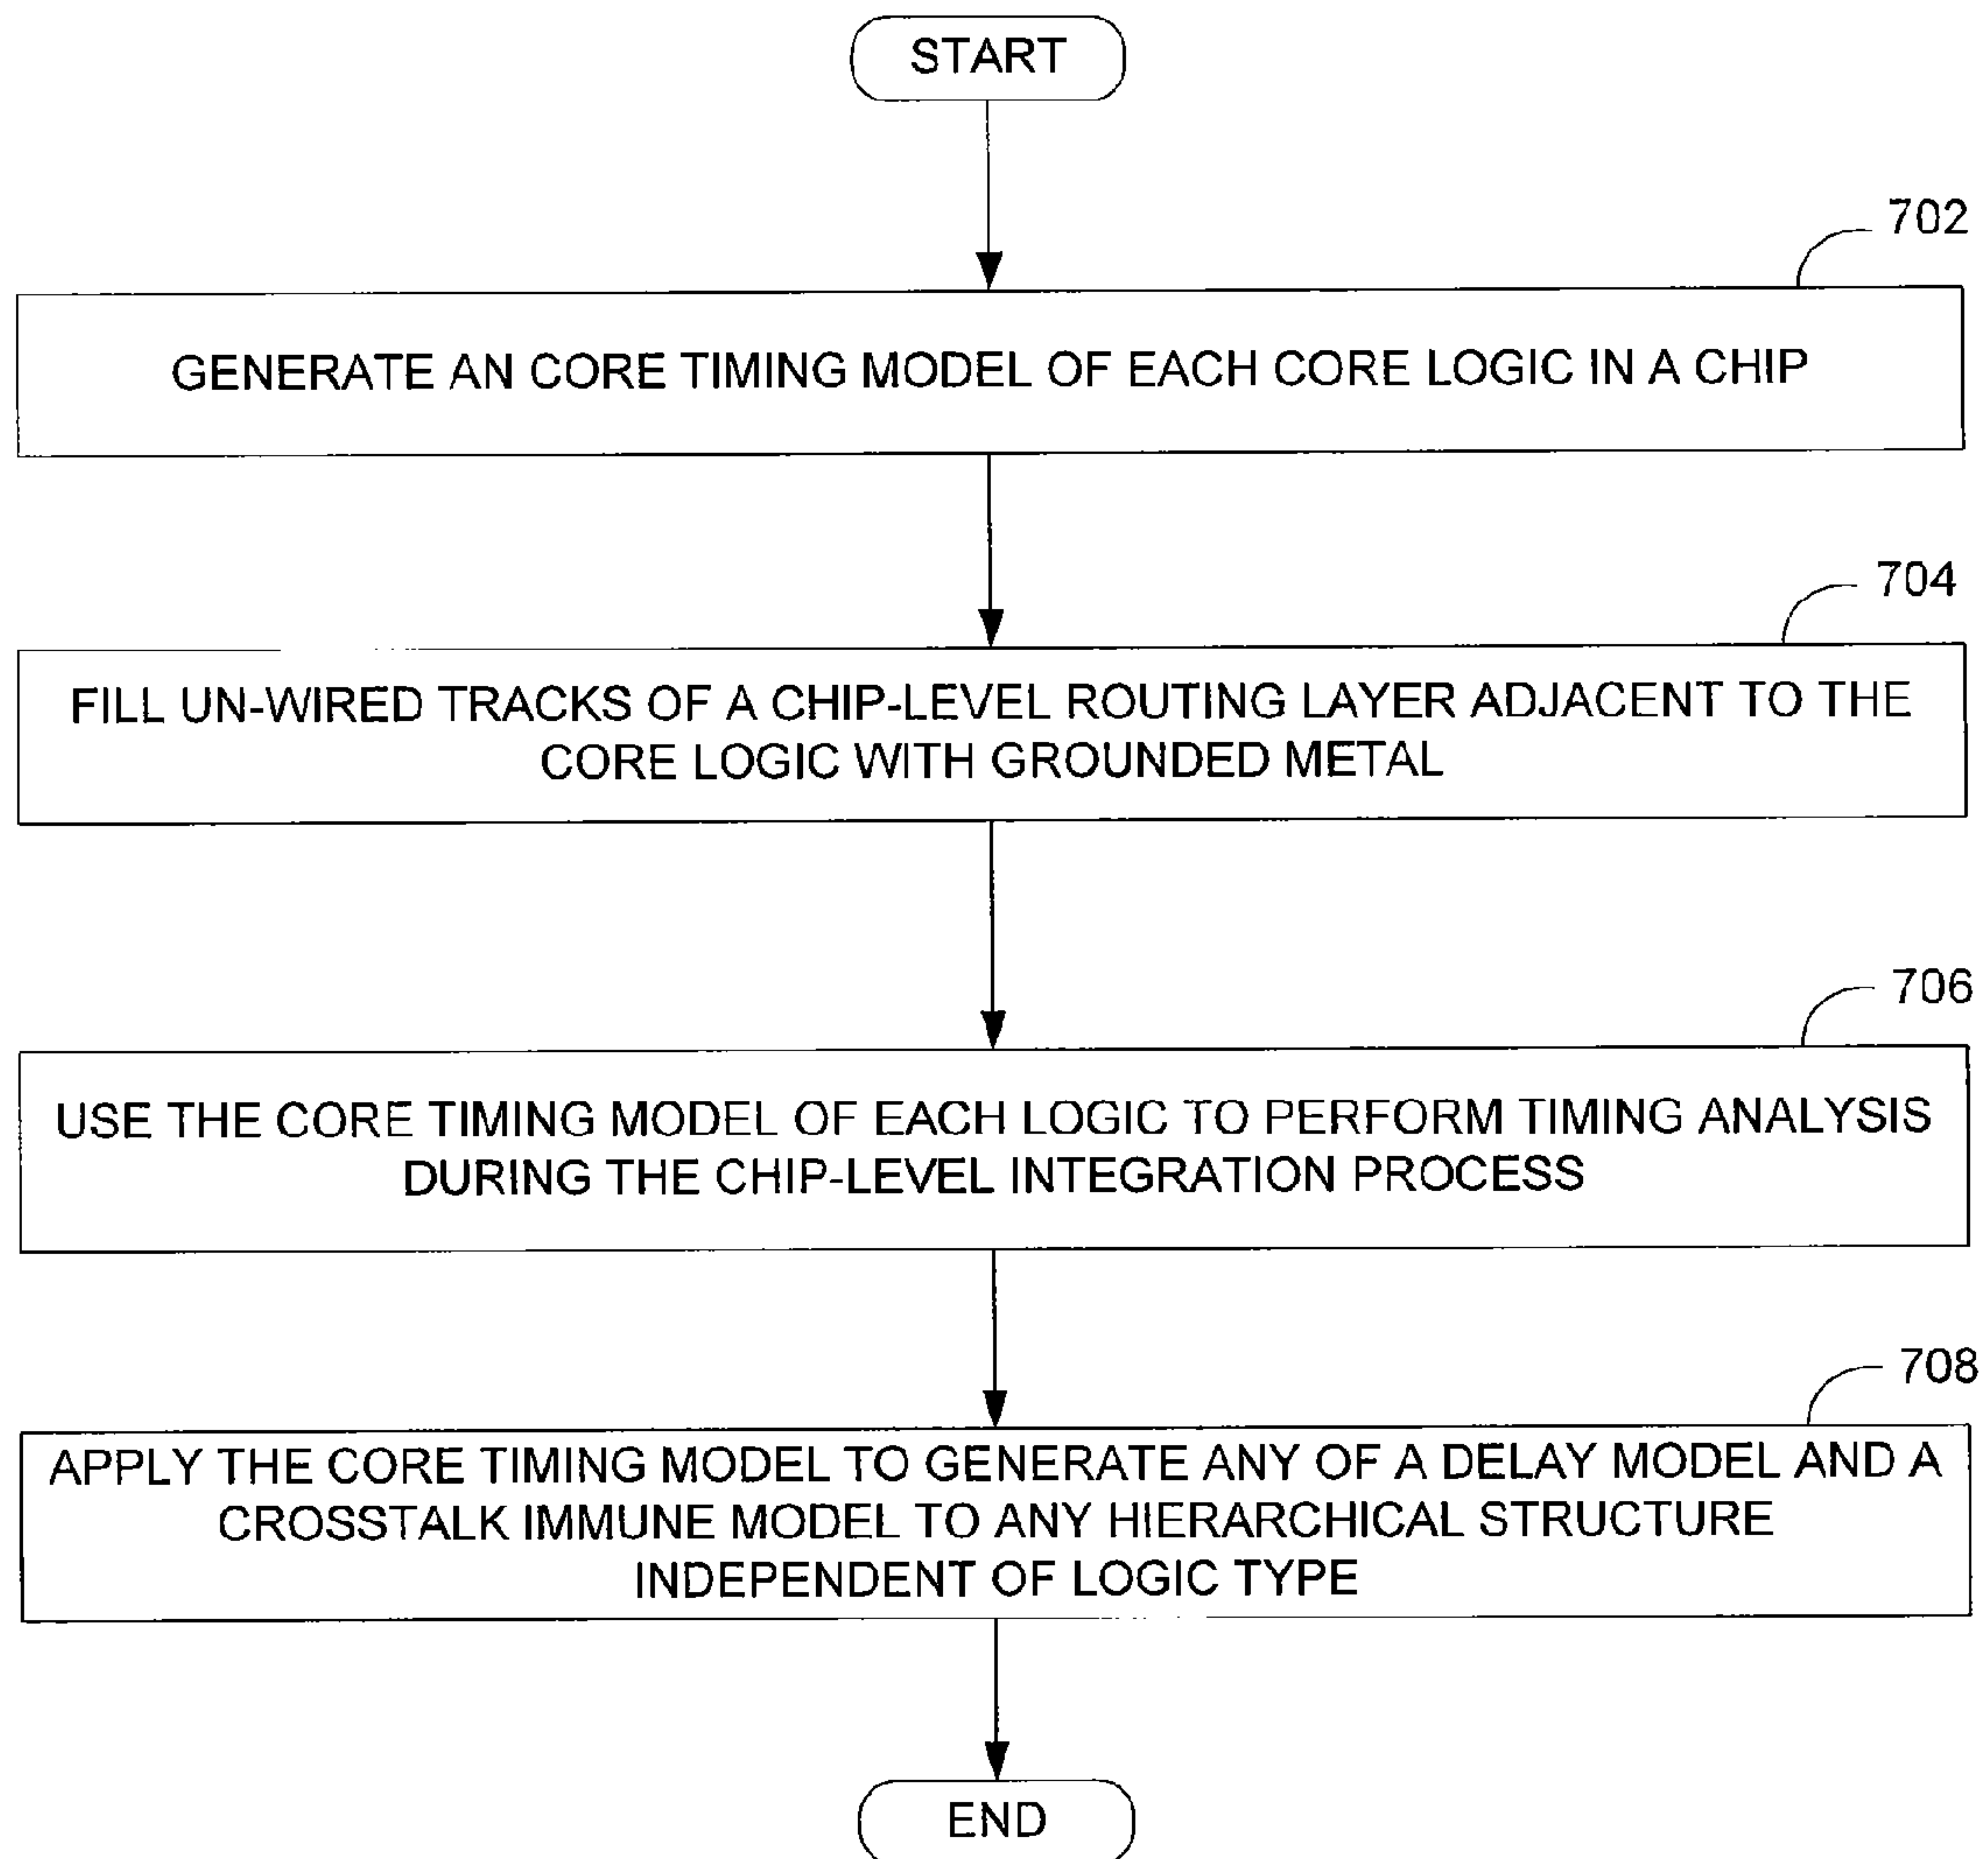 START
702
GENERATE AN CORE TIMING MODEL OF EACH CORE LOGIC IN A CHIP
704
FILL UN-WIRED TRACKS OF A CHIP-LEVEL ROUTING LAYER ADJACENT TO THE
CORE LOGIC WITH GROUNDED METAL
706
USE THE CORE TIMING MODEL OF EACH LOGIC TO PERFORM TIMING ANALYSIS
DURING THE CHIP-LEVEL INTEGRATION PROCESS
708
APPLY THE CORE TIMING MODEL TO GENERATE ANY OF A DELAY MODEL AND A
CROSSTALK IMMUNE MODEL TO ANY HIERARCHICAL STRUCTURE
INDEPENDENT OF LOGIC TYPE
END